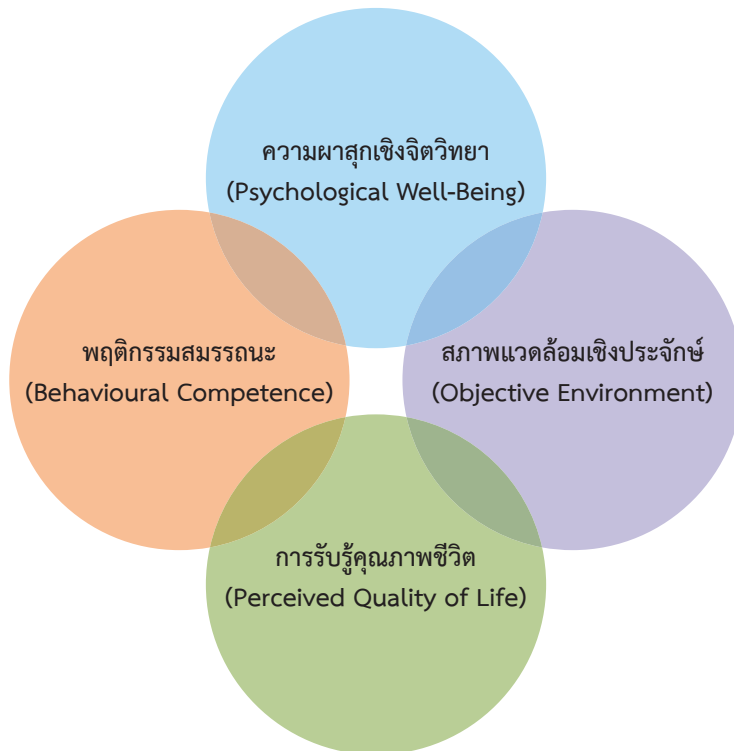 ความผาสุกเชิงจิตวิทยา
(Psychological Well-Being)
พฤติกรรมสมรรถนะ
(Behavioural Competence)
สภาพแวดล้อมเชิงประจักษ์
(Objective Environment)
การรับรู้คุณภาพชีวิต
(Perceived Quality of Life)